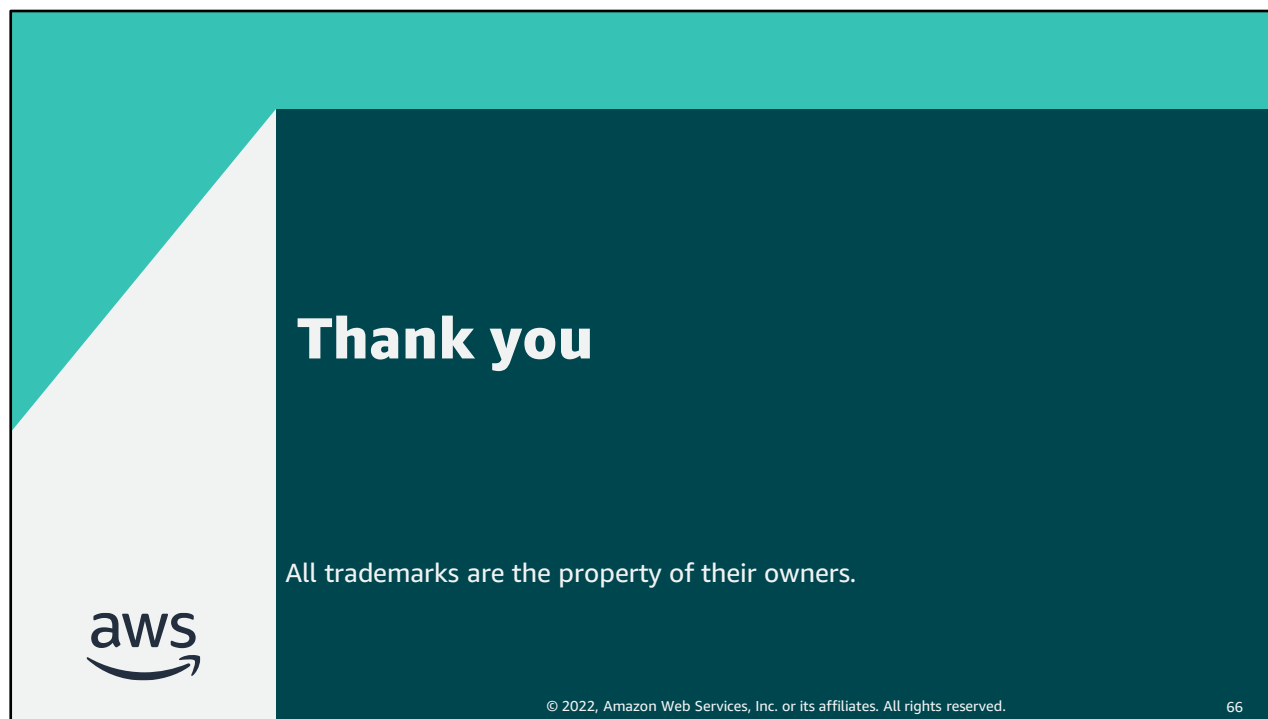 Thank you
All trademarks are the property of their owners.
aws
© 2022, Amazon Web Services, Inc. or its affiliates. All rights reserved.
66